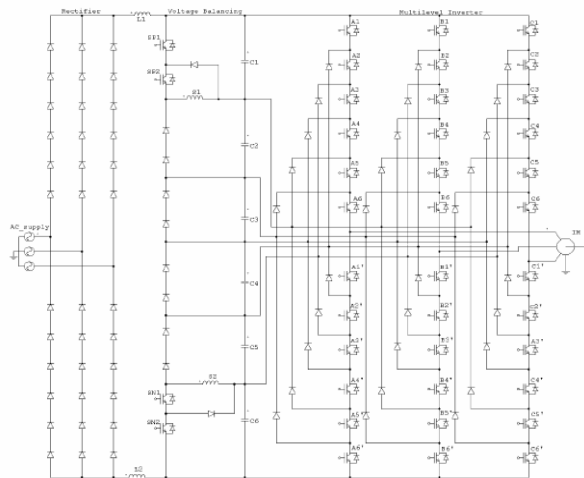 Rectifier
Voltage Balancing
Multilevel Inverter
L1
SP1
SP2
S1
C1
C2
C3
C4
C5
C6
S2
SN1
SN2
L2
AC_supply
A1
A2
A3
A4
A5
A6
A1'
A2'
A3'
A4'
A5'
A6'
B1
B2
B3
B4
B5
B6
B1'
B2'
B3'
B4'
B5'
B6'
C1
C2
C3
C4
C5
C6
C1'
C2'
A3'
C4'
C5'
C6'
IM